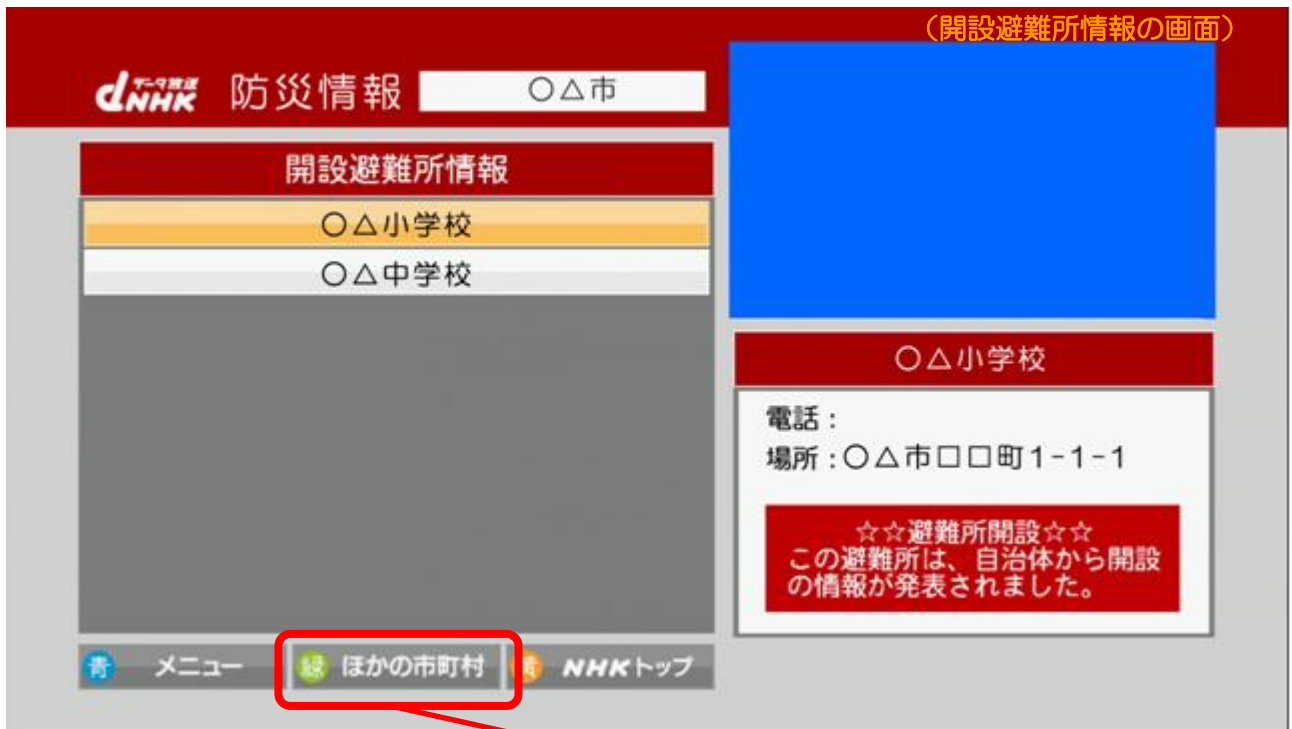 （開設避難所情報の画面）
データ放送
dNHK 防災情報 〇△市
開設避難所情報
〇△小学校
〇△中学校
〇△小学校
電話：
場所：〇△市□□町1-1-1
☆☆避難所開設☆☆
この避難所は、自治体から開設
の情報が発表されました。
青 メニュー 緑 ほかの市町村 黄 NHKトップ